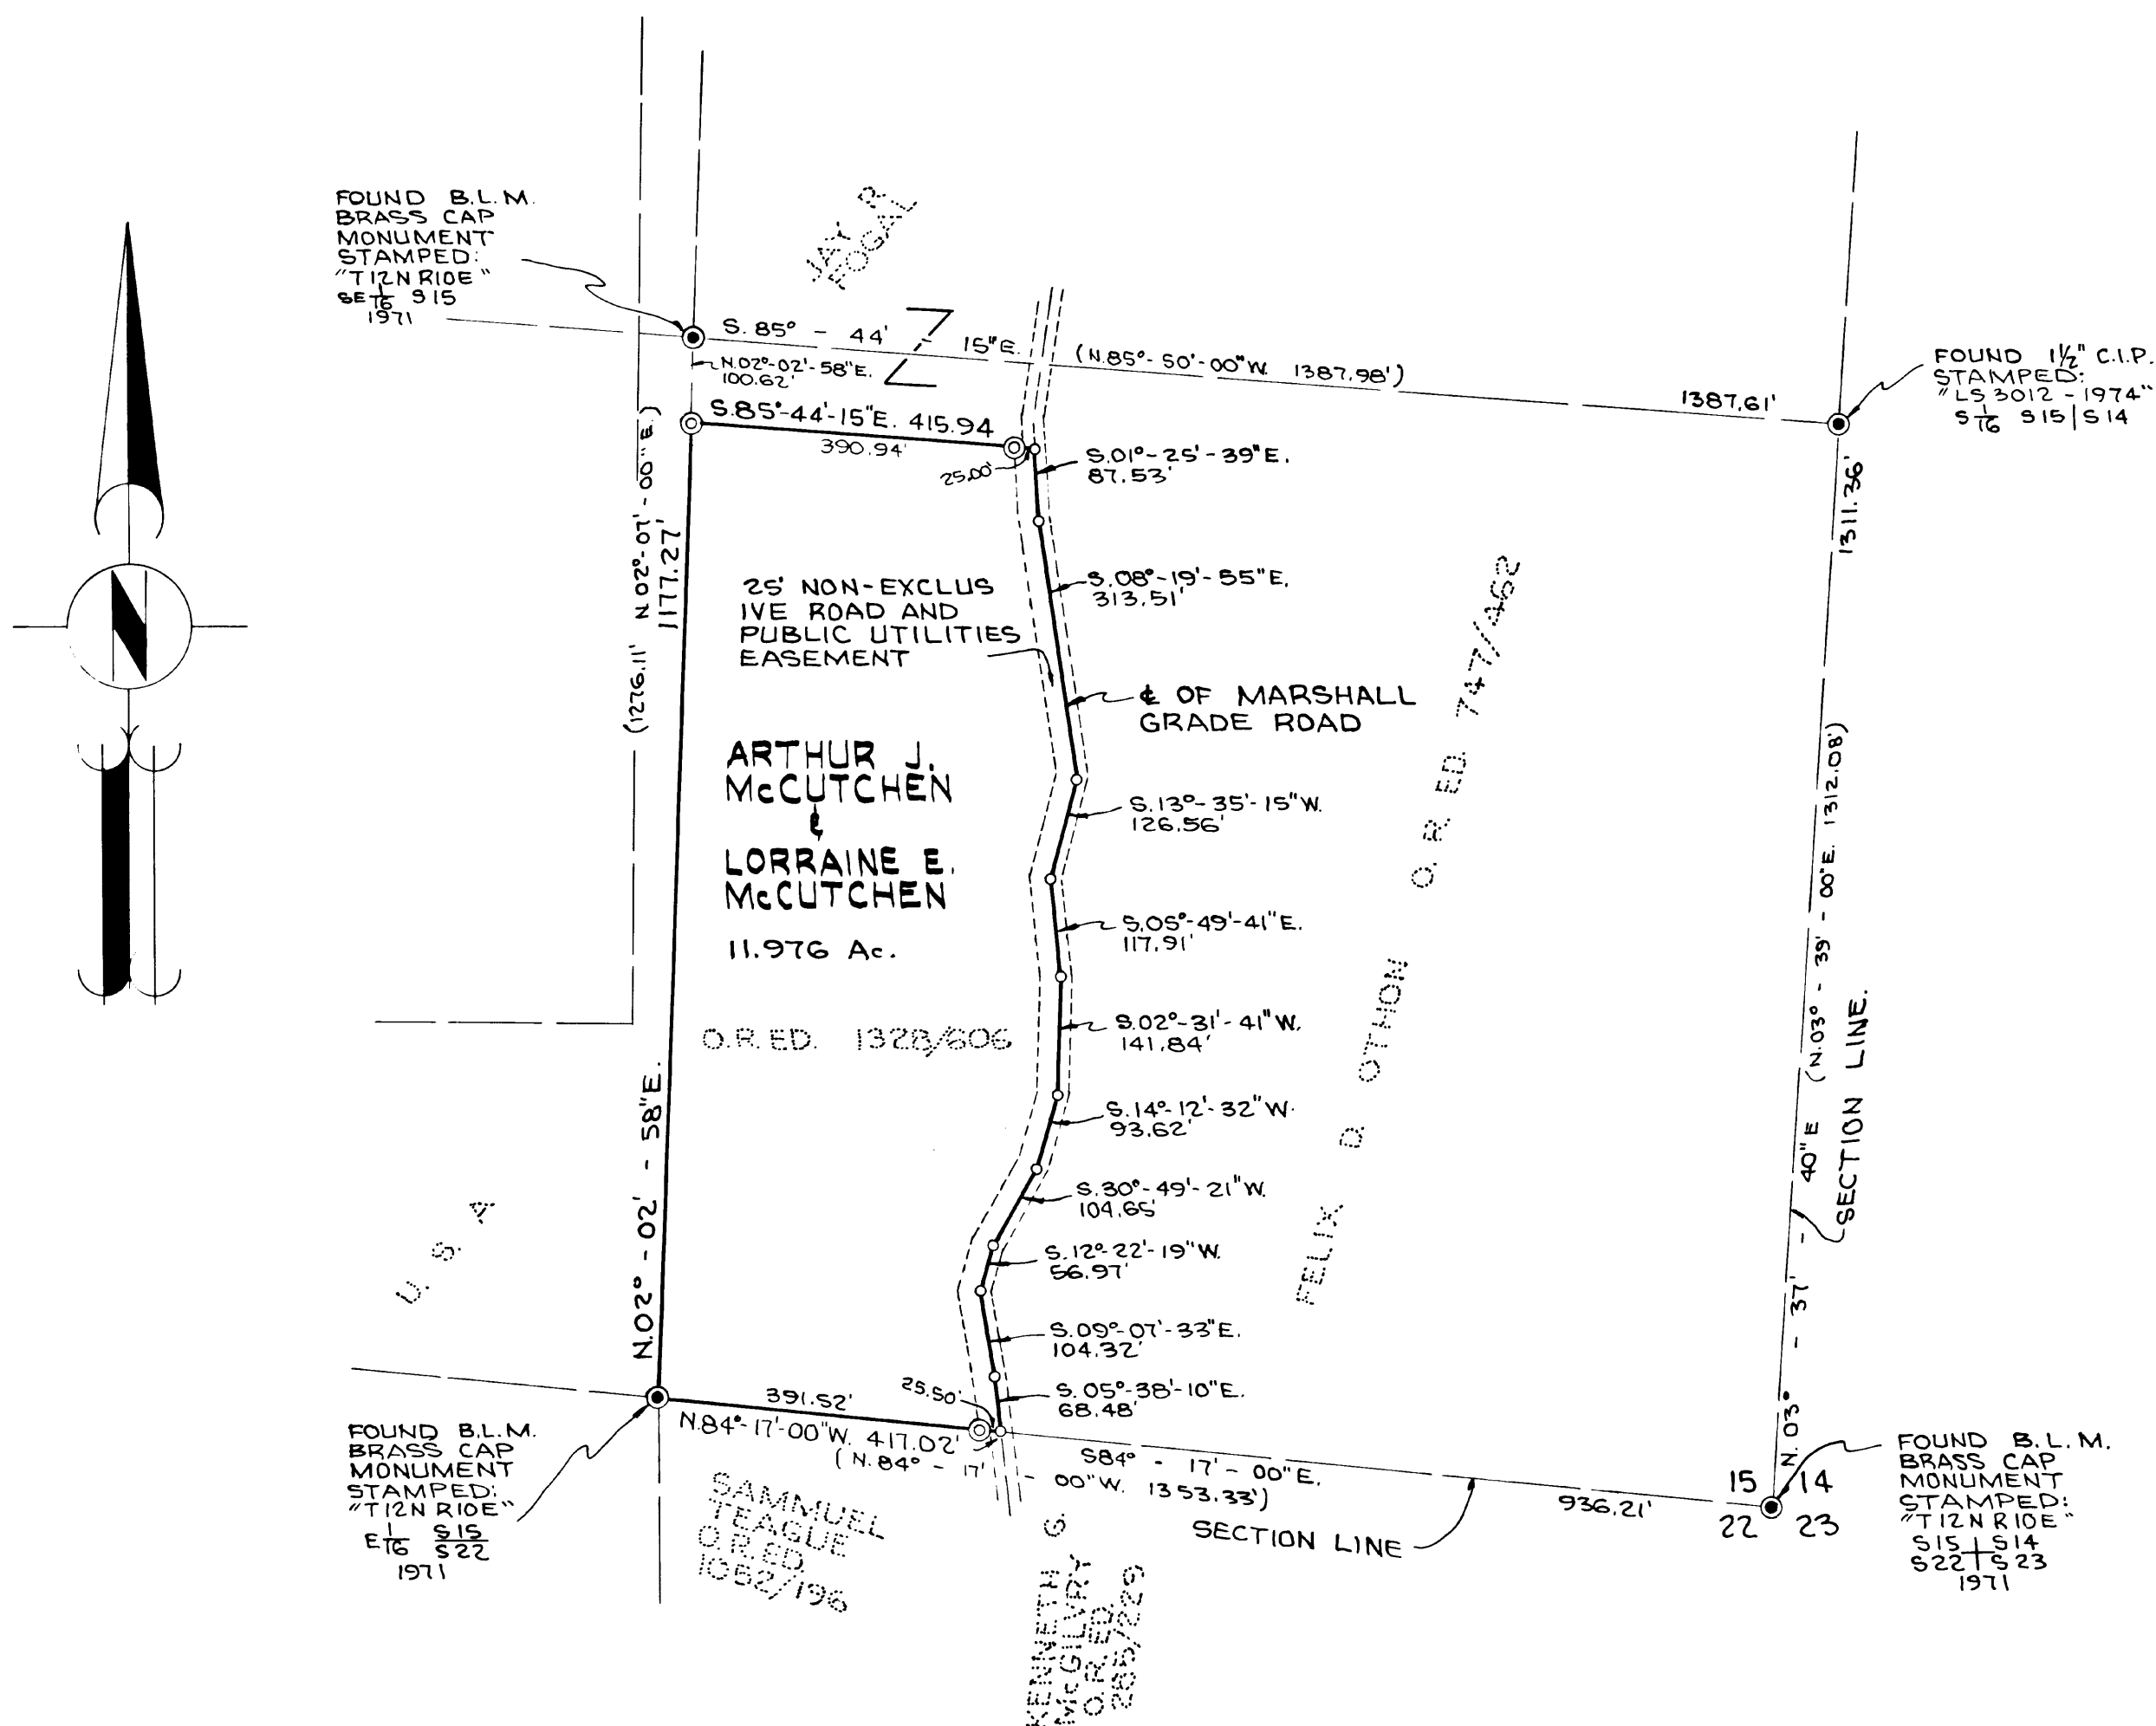 FOUND B.L.M.
BRASS CAP
MONUMENT
STAMPED:
"T12N R10E"
SE 1/16 S15
1971
JAY R.
FOGAL
S. 85° - 44' - 15"E.
(N.85°-50'-00"W. 1387.98')
1387.61'
FOUND 1½" C.I.P.
STAMPED:
"LS 3012 - 1974"
S 1/16 S15|S14
N.02°-02'-58"E.
100.62'
S.85°-44'-15"E. 415.94
390.94'
25.00'
S.01°-25'-39"E.
87.53'
S.08°-19'-55"E.
313.51'
25' NON-EXCLUS
IVE ROAD AND
PUBLIC UTILITIES
EASEMENT
℄ OF MARSHALL
GRADE ROAD
N
(1276.11' N.02°-07'-00"E.)
1177.27'
N.02° - 02' - 58"E.
ARTHUR J.
McCUTCHEN
&
LORRAINE E.
McCUTCHEN
11.976 Ac.
O.R.ED. 1328/606
S.13°-35'-15"W.
126.56'
S.05°-49'-41"E.
117.91'
S.02°-31'-41"W.
141.84'
S.14°-12'-32"W.
93.62'
S.30°-49'-21"W.
104.65'
S.12°-22'-19"W.
56.97'
S.09°-07'-33"E.
104.32'
S.05°-38'-10"E.
68.48'
FELIX D. OTHON O.R. ED. 747/462
1311.36'
N.03° - 37' - 40"E (N.03° - 39' - 00"E. 1312.08')
SECTION LINE.
U. S. A
391.52'
25.50'
N.84°-17'-00"W. 417.02'
(N.84° - 17' - 00"W. 1353.33')
S84° - 17' - 00"E.
936.21'
SECTION LINE
15 14
22 23
FOUND B.L.M.
BRASS CAP
MONUMENT
STAMPED:
"T12N R10E"
E 1/16 S15
S22
1971
SAMMUEL
TEAGUE
O.R.ED.
1052/196
KENNETH G.
McGILVRY
O.R.ED.
285/229
FOUND B.L.M.
BRASS CAP
MONUMENT
STAMPED:
"T12N R10E"
S15 | S14
S22 | S23
1971